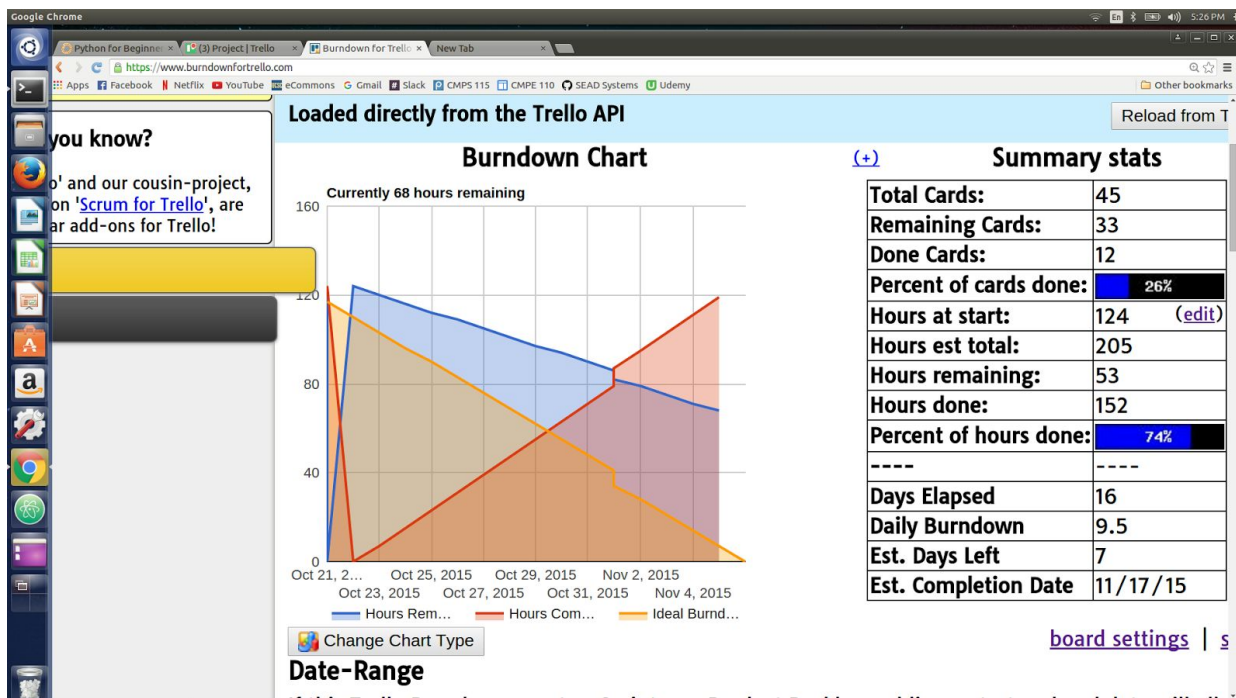 Google Chrome
En 5:26 PM
Python for Beginner (3) Project | Trello Burndown for Trello New Tab
https://www.burndownfortrello.com
Apps Facebook Netflix YouTube eCommons Gmail Slack CMPS 115 CMPE 110 SEAD Systems Udemy Other bookmarks
Loaded directly from the Trello API
Reload from T
you know?
o' and our cousin-project,
on 'Scrum for Trello', are
ar add-ons for Trello!
Burndown Chart
Currently 68 hours remaining
160
120
80
40
0
Oct 21, 2… Oct 25, 2015 Oct 29, 2015 Nov 2, 2015
Oct 23, 2015 Oct 27, 2015 Oct 31, 2015 Nov 4, 2015
Hours Rem… Hours Com… Ideal Burnd…
Change Chart Type
Date-Range
(+) Summary stats
Total Cards: 45
Remaining Cards: 33
Done Cards: 12
Percent of cards done: 26%
Hours at start: 124 (edit)
Hours est total: 205
Hours remaining: 53
Hours done: 152
Percent of hours done: 74%
---- ----
Days Elapsed 16
Daily Burndown 9.5
Est. Days Left 7
Est. Completion Date 11/17/15
board settings | s